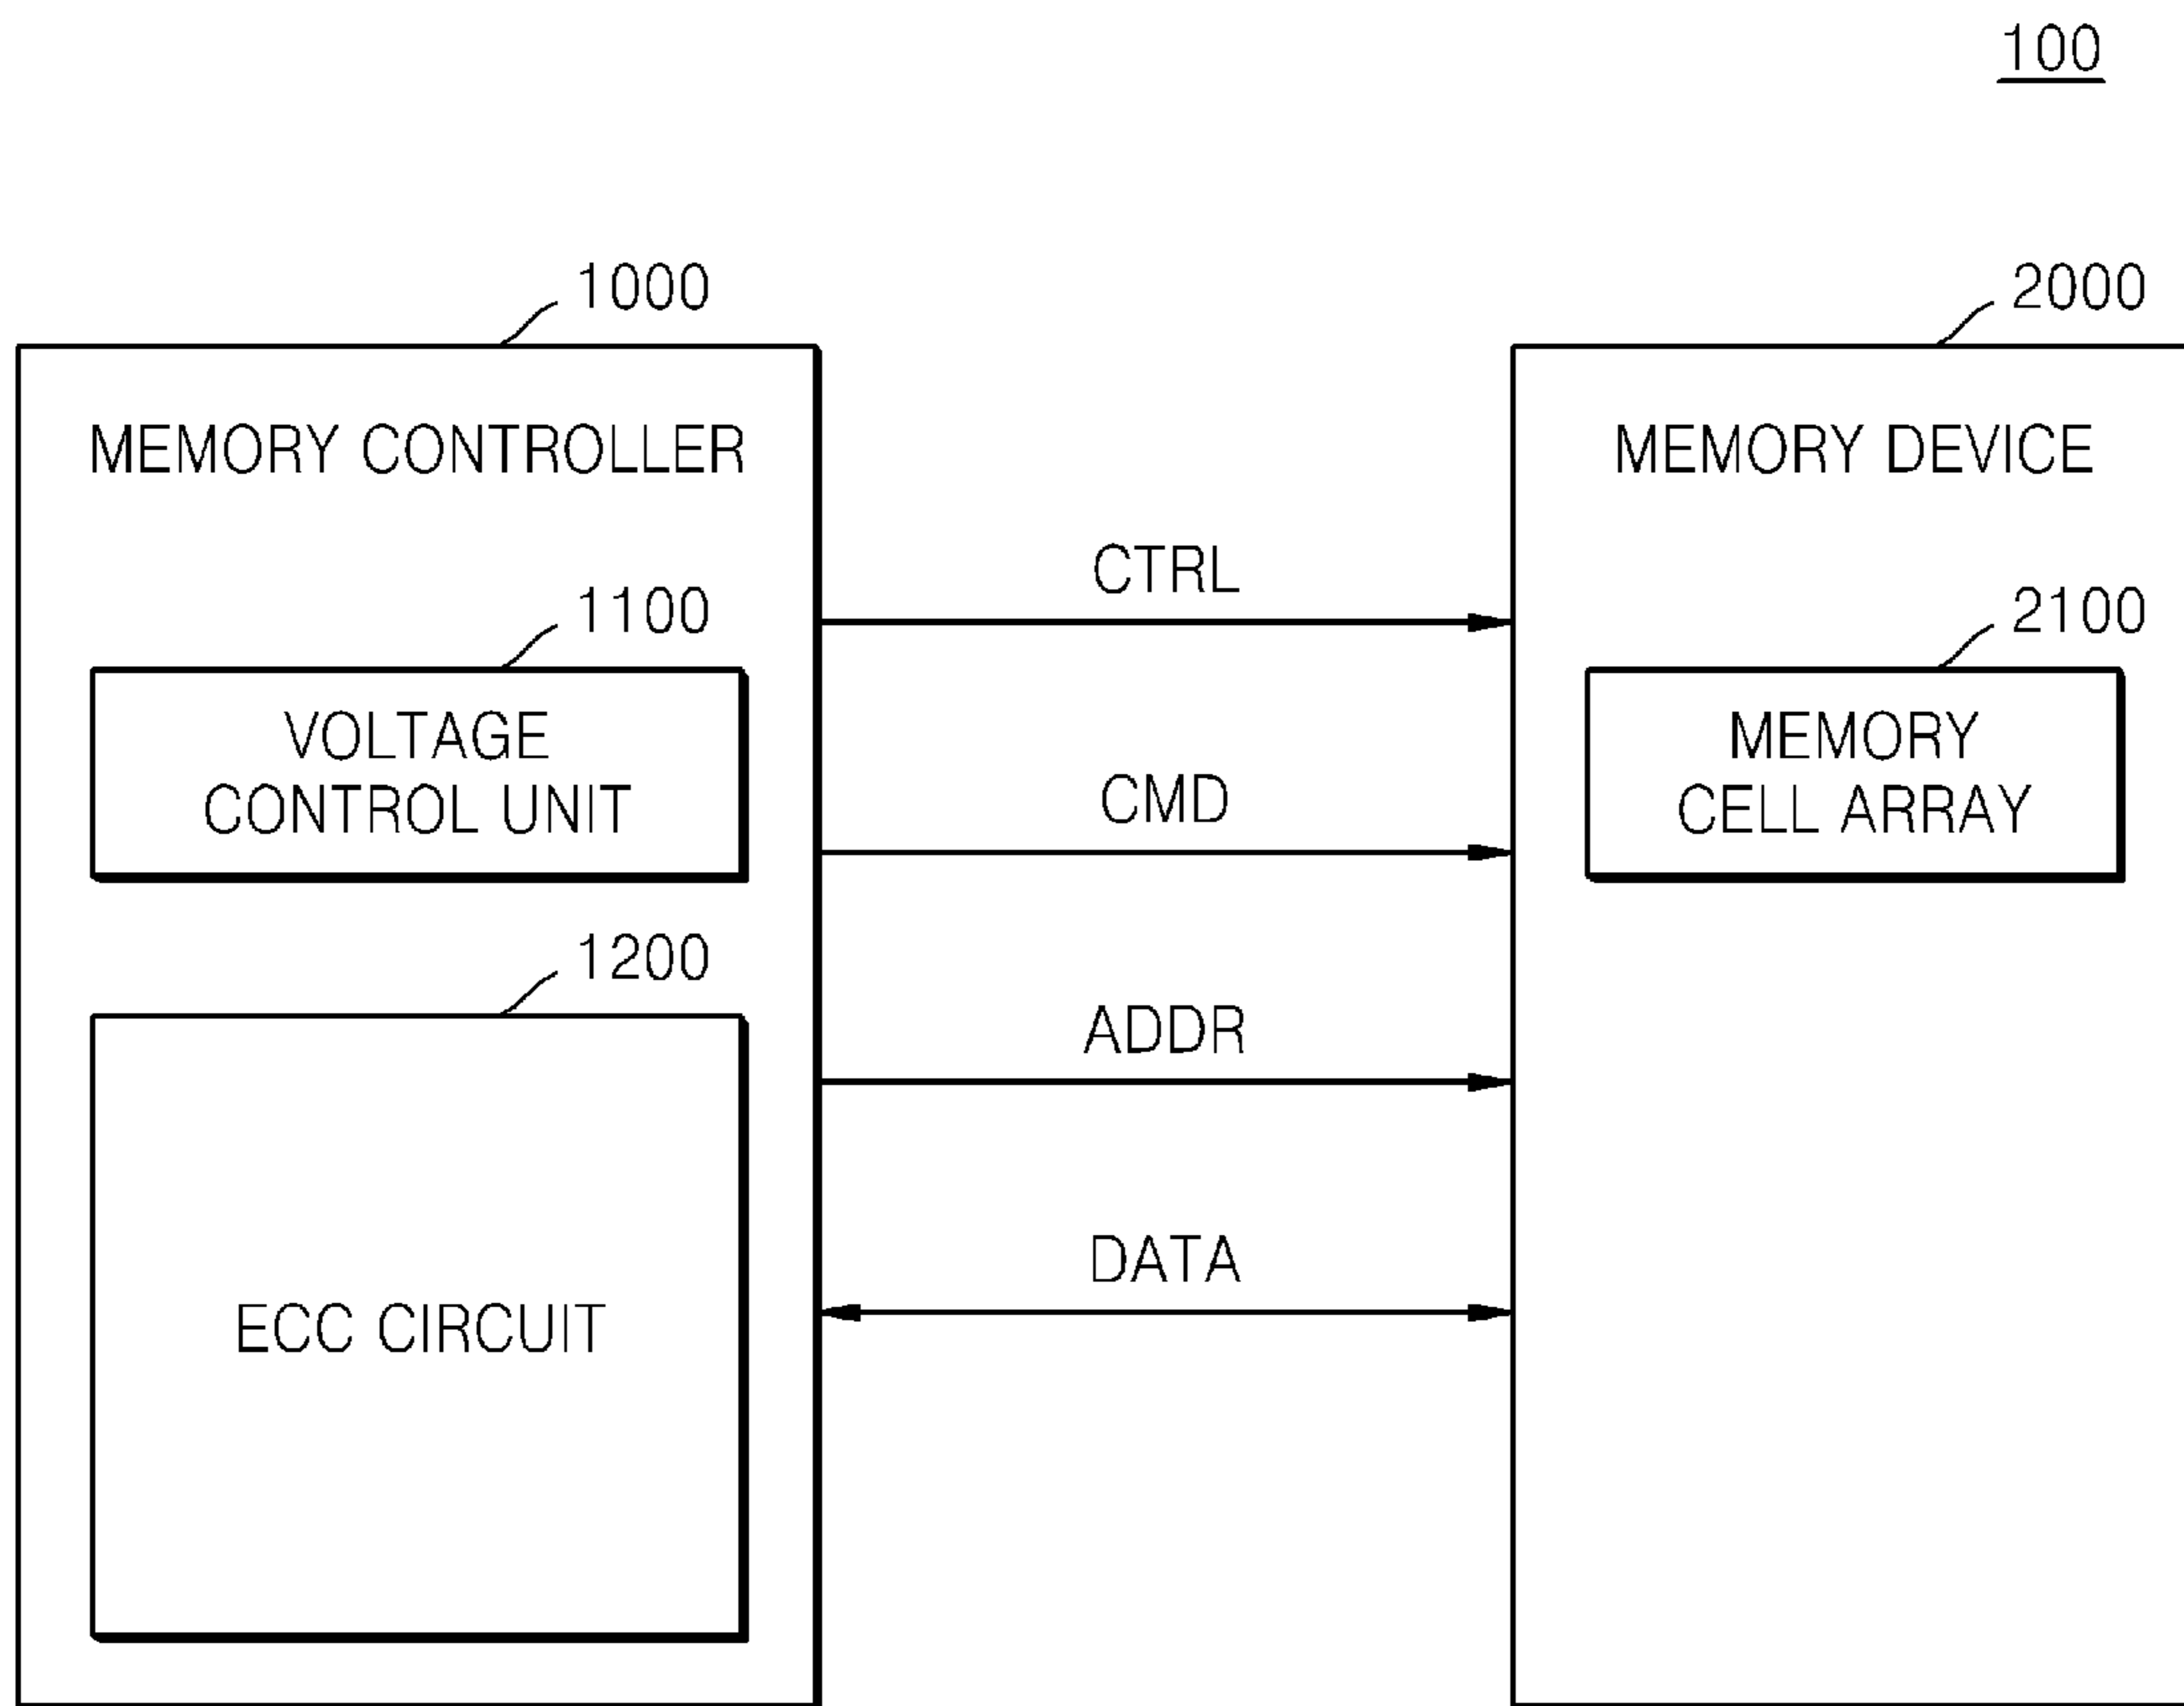 100
1000
2000
MEMORY CONTROLLER
MEMORY DEVICE
CTRL
1100
2100
VOLTAGE
CONTROL UNIT
MEMORY
CELL ARRAY
CMD
1200
ADDR
DATA
ECC CIRCUIT